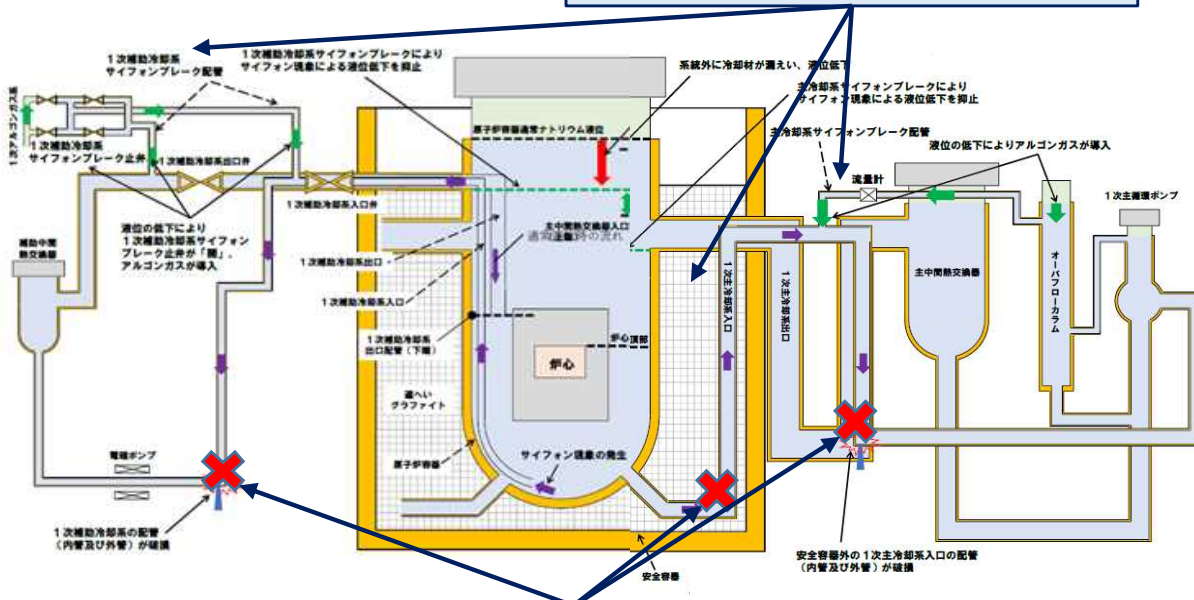 1次補助冷却系
サイフォンブレーク配管
1次補助冷却系サイフォンブレークにより
サイフォン現象による液位低下を抑止
系統外に冷却材が漏えい、液位低下
主冷却系サイフォンブレークにより
サイフォン現象による液位低下を抑止
1次アルゴンガス系
原子炉容器通常ナトリウム液位
主冷却系サイフォンブレーク配管
液位の低下によりアルゴンガスが導入
1次補助冷却系
サイフォンブレーク止弁
1次補助冷却系出口弁
流量計
1次主循環ポンプ
1次補助冷却系入口弁
液位の低下により
1次補助冷却系サイフォン
ブレーク止弁が「開」、
アルゴンガスが導入
補助中間
熱交換器
主中間熱交換器入口
の流れ
1次補助冷却系出口
主中間熱交換器
オーバフローカラム
1次主冷却系入口
1次主冷却系出口
1次補助冷却系入口
1次補助冷却系
出口配管(下端)
炉心頂部
炉心
遮へい
グラファイト
電磁ポンプ
原子炉容器
サイフォン現象の発生
1次補助冷却系の配管
(内管及び外管)が破損
安全容器外の1次主冷却系入口の配管
(内管及び外管)が破損
安全容器